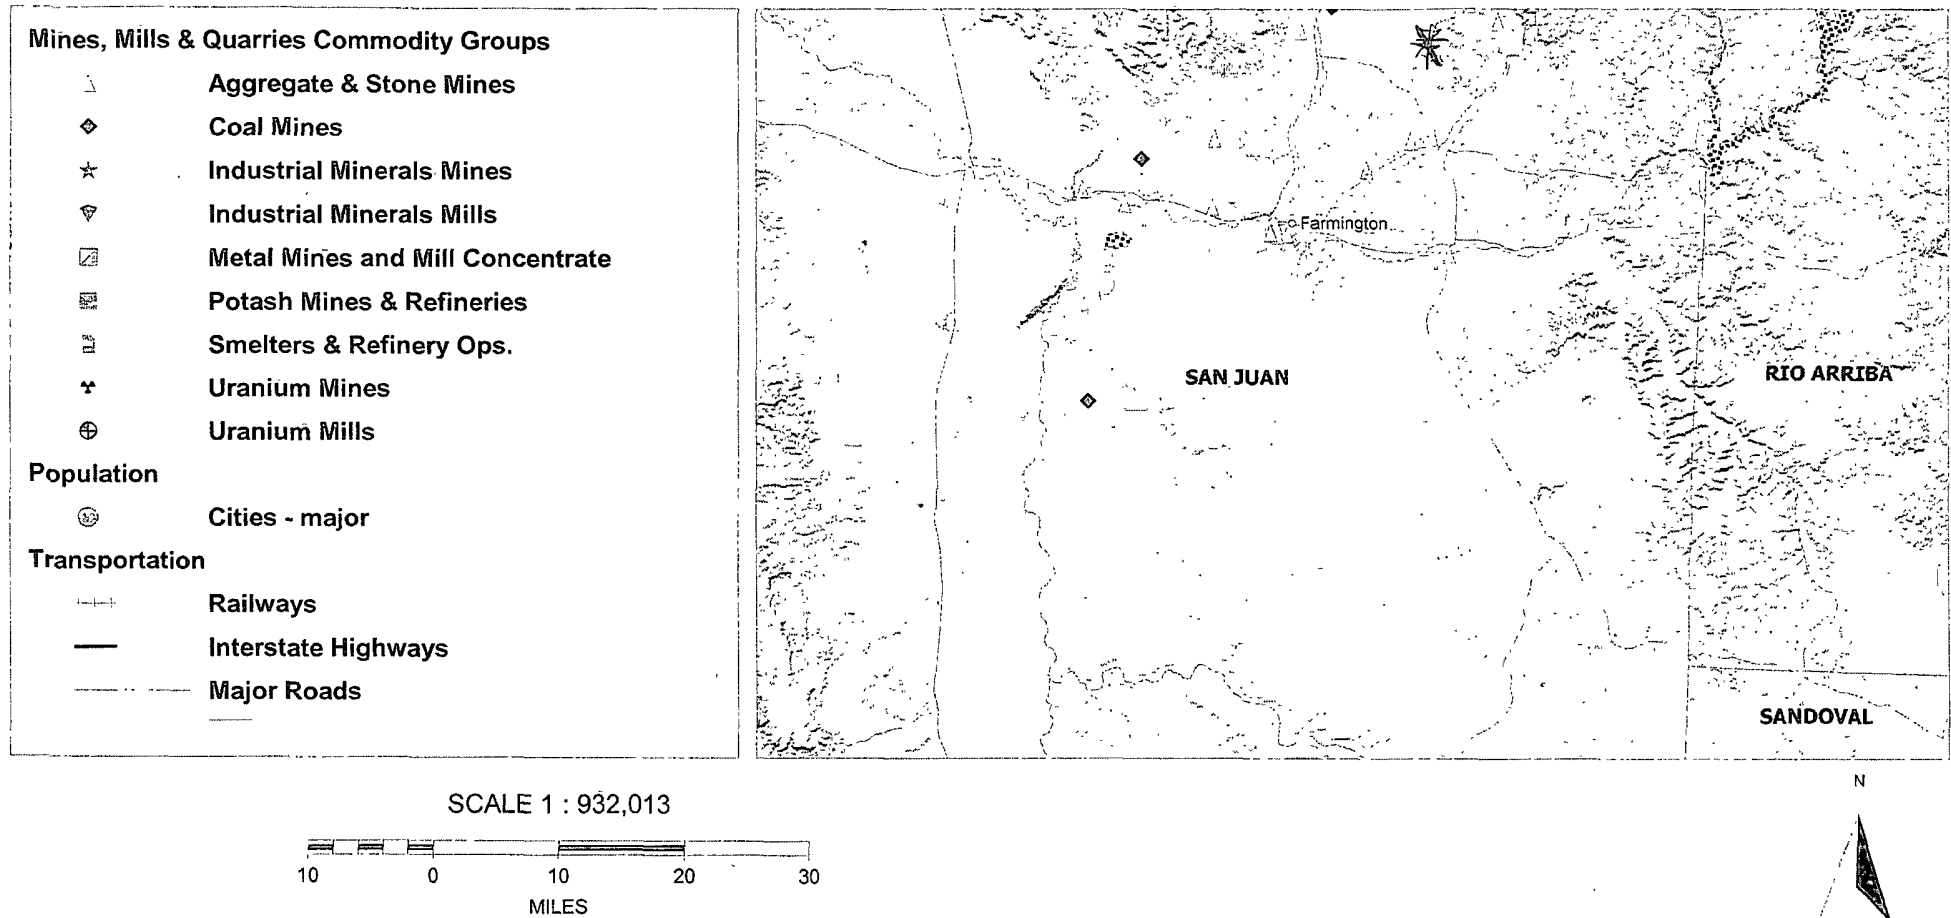 Mines, Mills & Quarries Commodity Groups
Aggregate & Stone Mines
Coal Mines
Industrial Minerals Mines
Industrial Minerals Mills
Metal Mines and Mill Concentrate
Potash Mines & Refineries
Smelters & Refinery Ops.
Uranium Mines
Uranium Mills
Population
Cities - major
Transportation
Railways
Interstate Highways
Major Roads
Farmington
SAN JUAN
RIO ARRIBA
SANDOVAL
SCALE 1 : 932,013
10 0 10 20 30
MILES
N